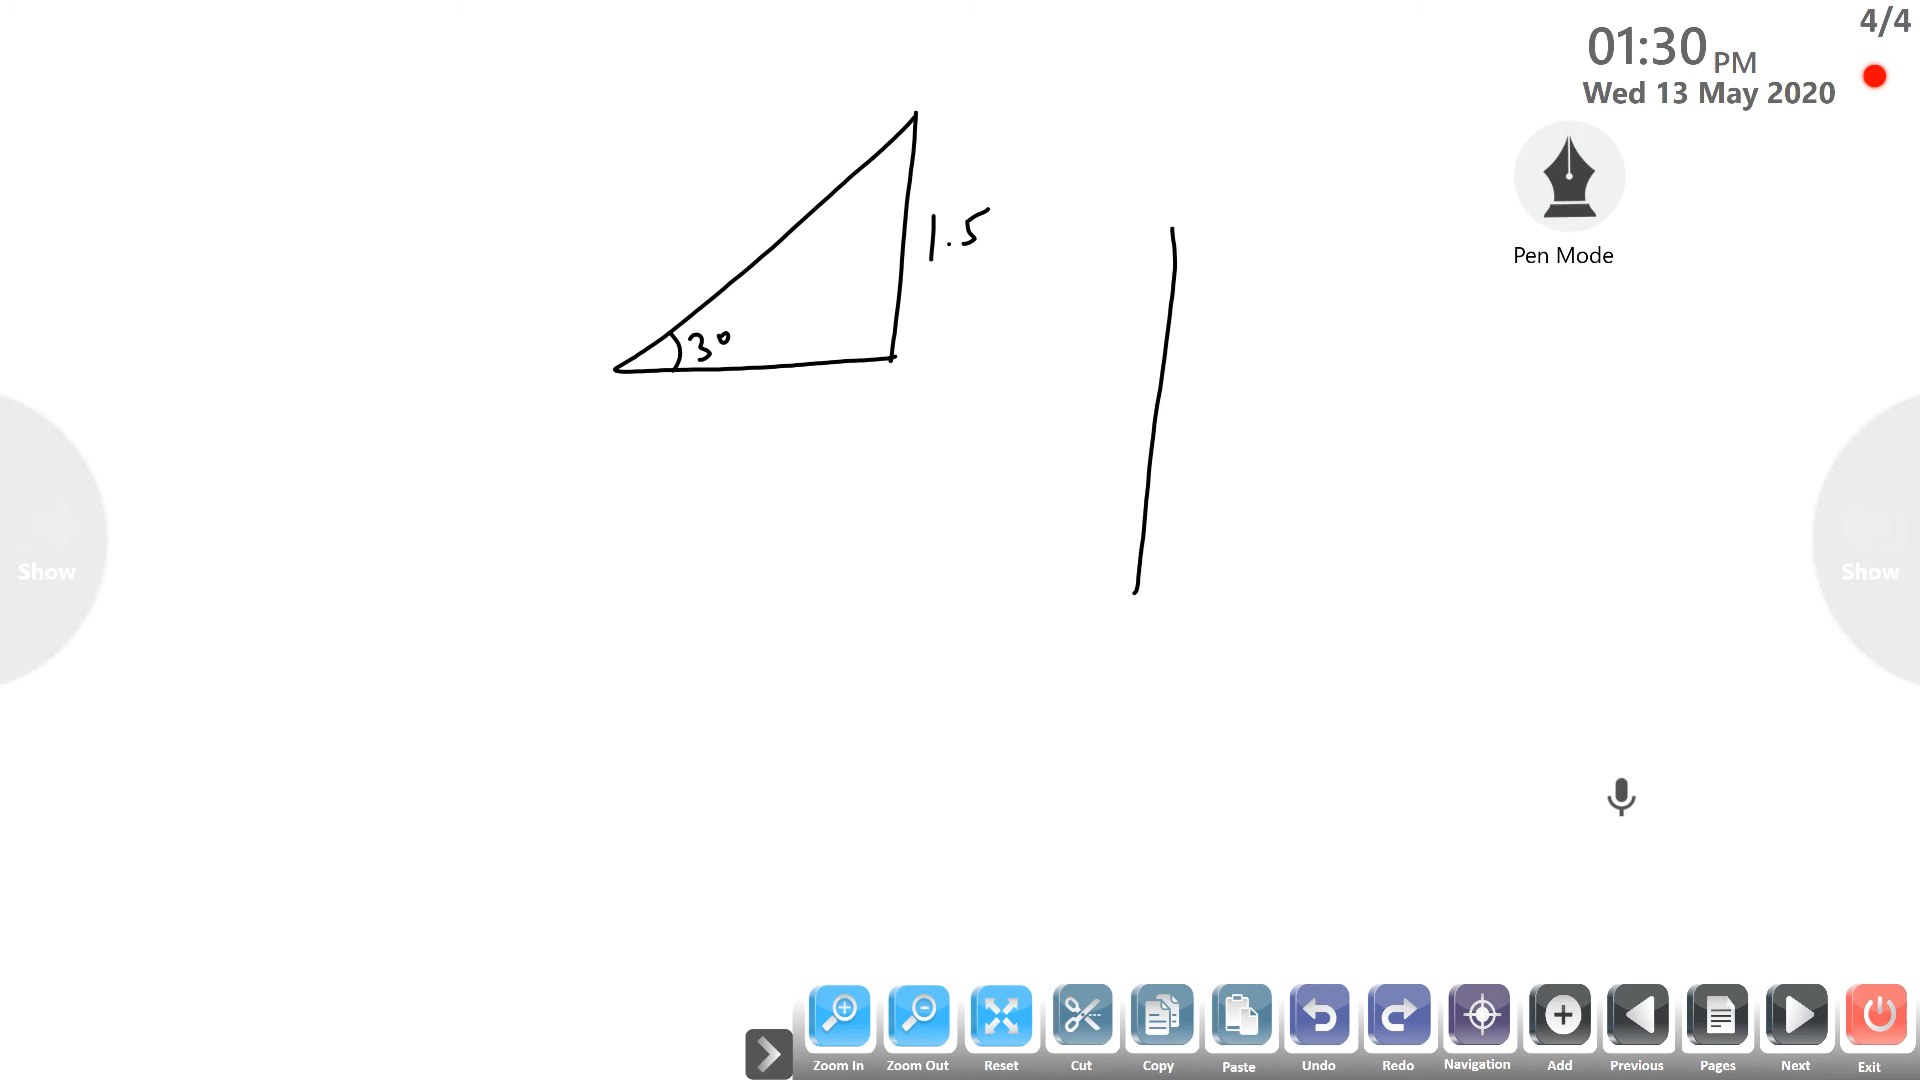 4/4
01:30 PM
Wed 13 May 2020
Pen Mode
1.5
3°
Show
Show
Zoom In Zoom Out Reset Cut Copy Paste Undo Redo Navigation Add Previous Pages Next Exit